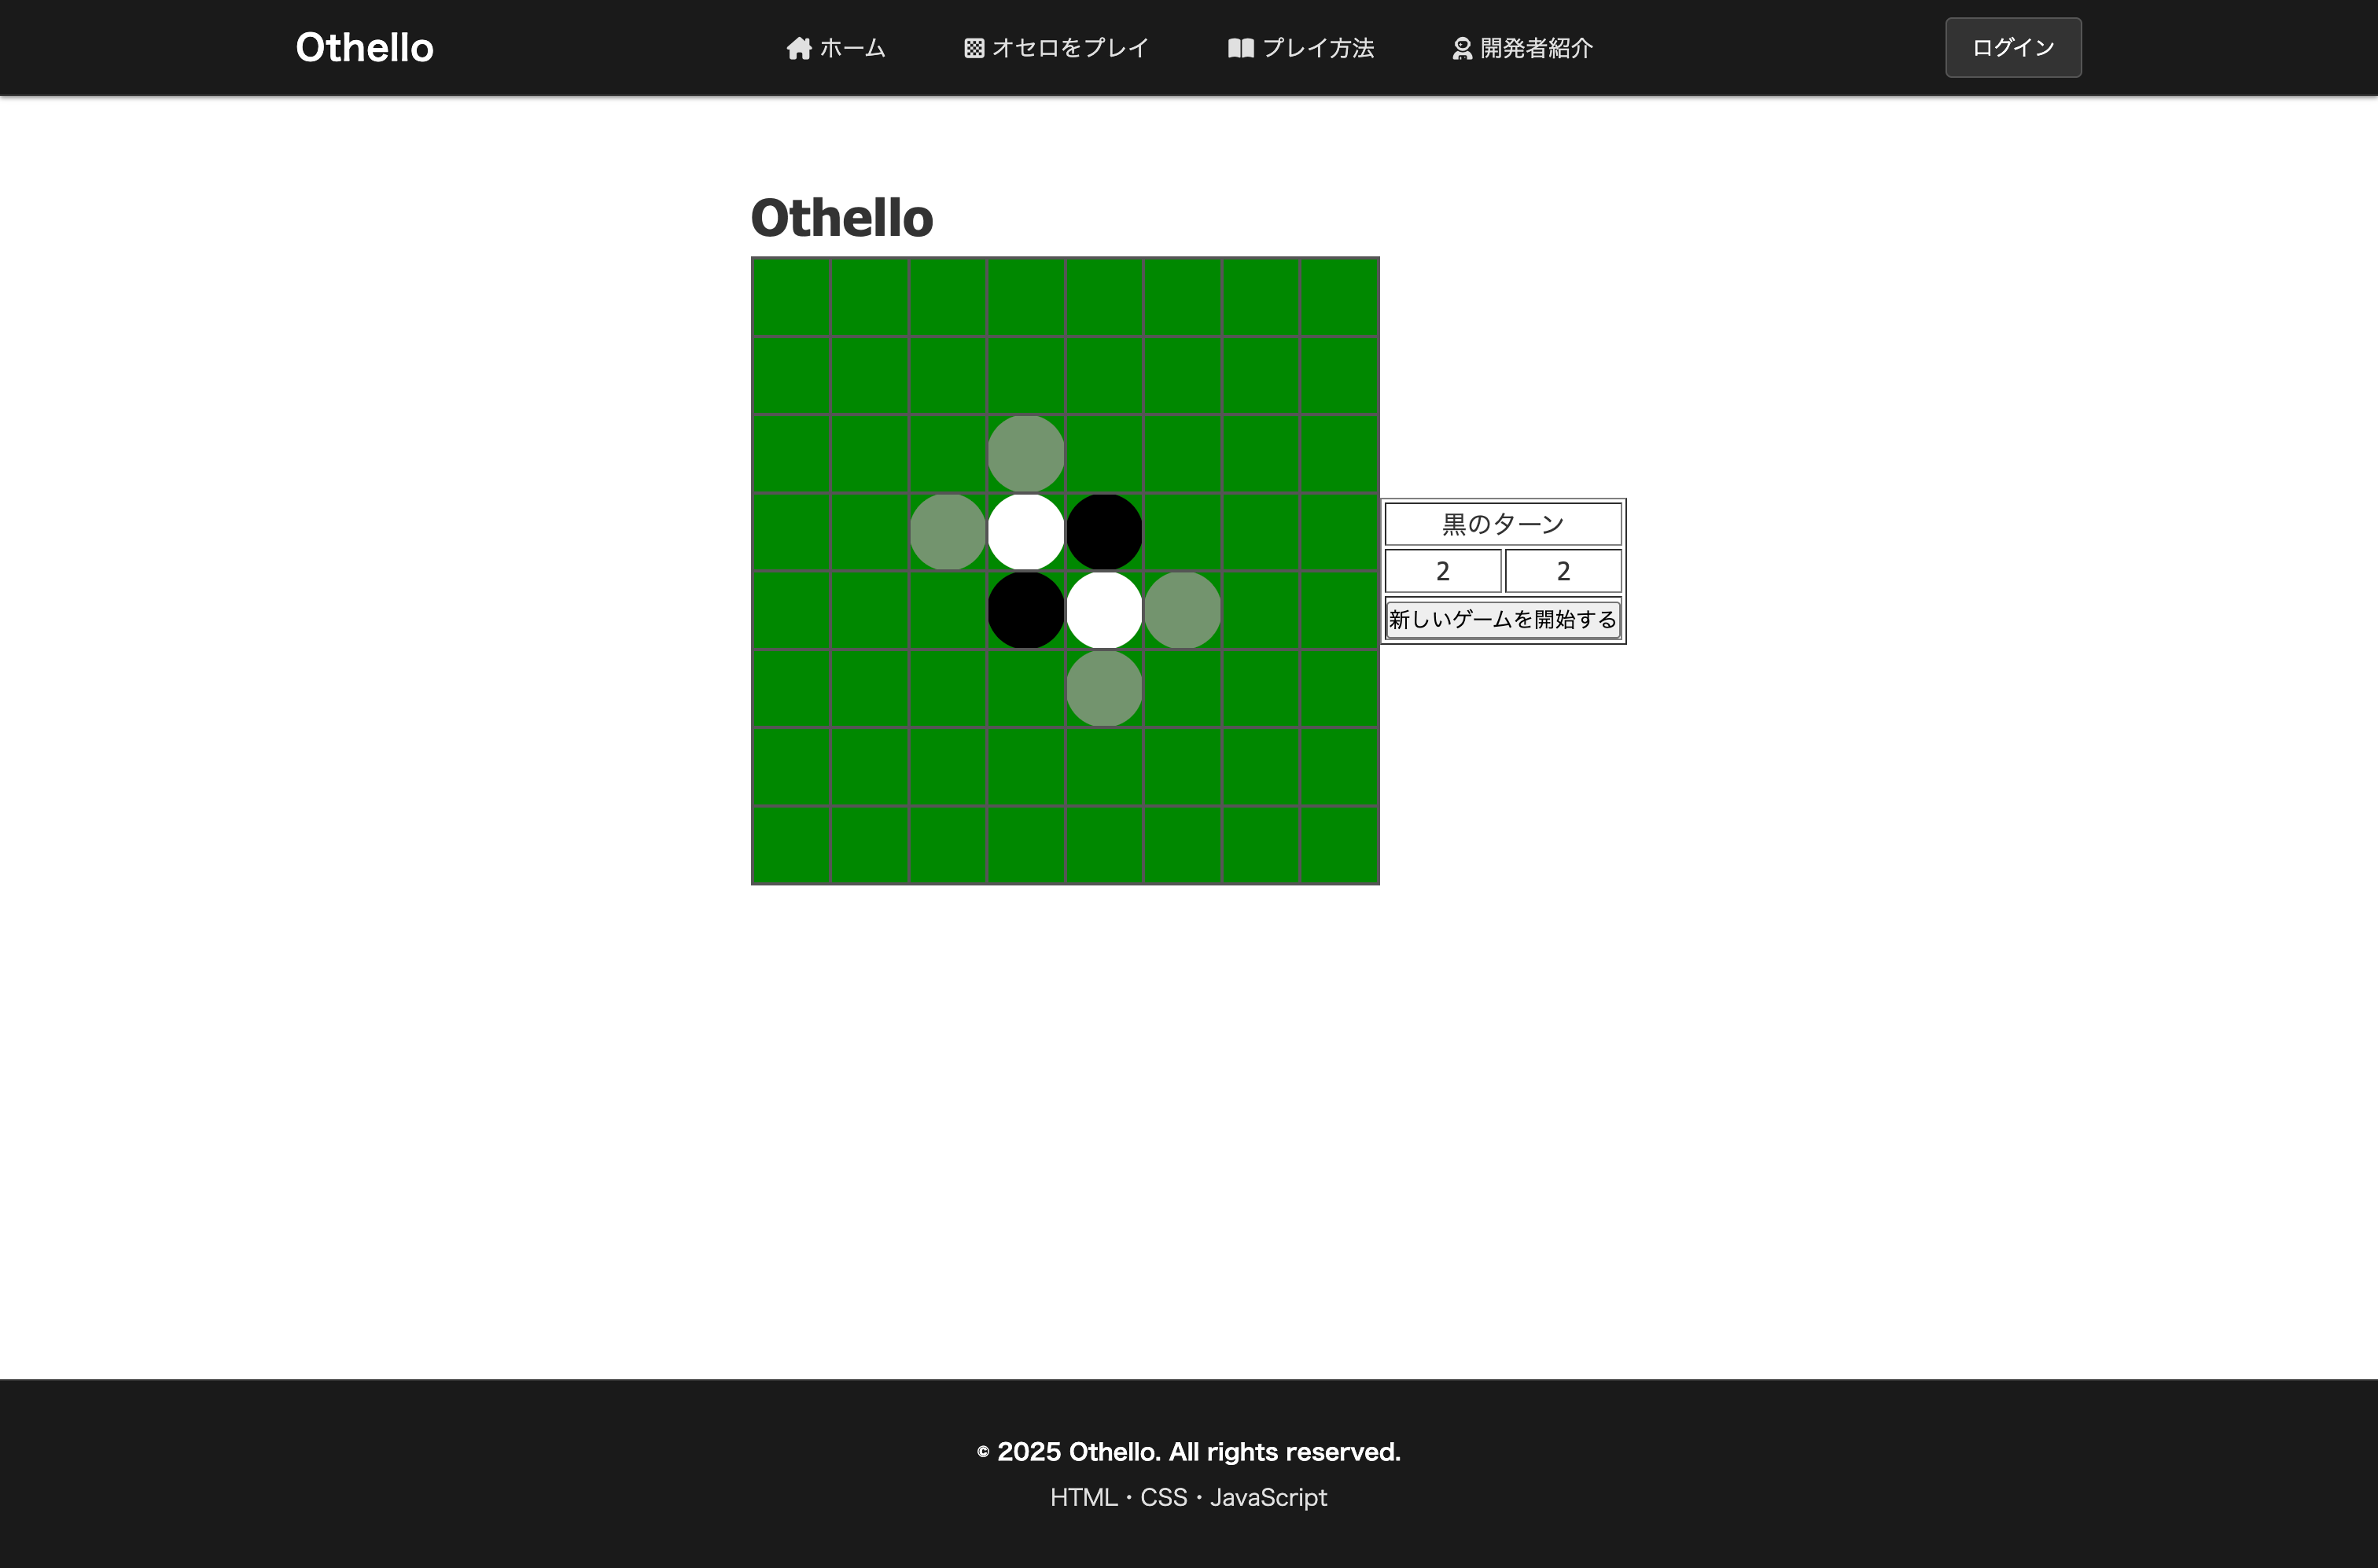 Othello
ホーム
オセロをプレイ
プレイ方法
開発者紹介
ログイン
Othello
黒のターン
2 2
新しいゲームを開始する
© 2025 Othello. All rights reserved.
HTML・CSS・JavaScript